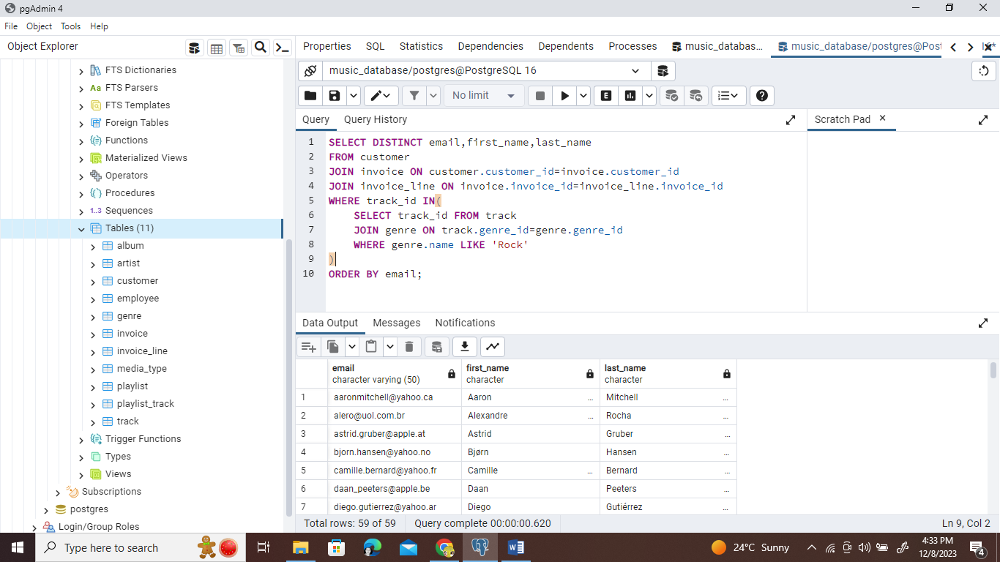 pgAdmin 4
File Object Tools Help
Object Explorer
FTS Dictionaries
Aa FTS Parsers
FTS Templates
Foreign Tables
Functions
Materialized Views
Operators
Procedures
1..3 Sequences
Tables (11)
album
artist
customer
employee
genre
invoice
invoice_line
media_type
playlist
playlist_track
track
Trigger Functions
Types
Views
Subscriptions
postgres
Login/Group Roles
Properties SQL Statistics Dependencies Dependents Processes music_databas... music_database/postgres@Post
music_database/postgres@PostgreSQL 16
No limit E
Query Query History
Scratch Pad
1 SELECT DISTINCT email,first_name,last_name
2 FROM customer
3 JOIN invoice ON customer.customer_id=invoice.customer_id
4 JOIN invoice_line ON invoice.invoice_id=invoice_line.invoice_id
5 WHERE track_id IN(
6 SELECT track_id FROM track
7 JOIN genre ON track.genre_id=genre.genre_id
8 WHERE genre.name LIKE 'Rock'
9 )
10 ORDER BY email;
Data Output Messages Notifications
email first_name last_name
character varying (50) character character
1 aaronmitchell@yahoo.ca Aaron ... Mitchell ...
2 alero@uol.com.br Alexandre ... Rocha ...
3 astrid.gruber@apple.at Astrid Gruber ...
4 bjorn.hansen@yahoo.no Bjørn Hansen ...
5 camille.bernard@yahoo.fr Camille ... Bernard ...
6 daan_peeters@apple.be Daan Peeters ...
7 diego.gutierrez@yahoo.ar Diego Gutiérrez ...
Total rows: 59 of 59 Query complete 00:00:00.620 Ln 9, Col 2
Type here to search
24°C Sunny
4:33 PM
12/8/2023
4